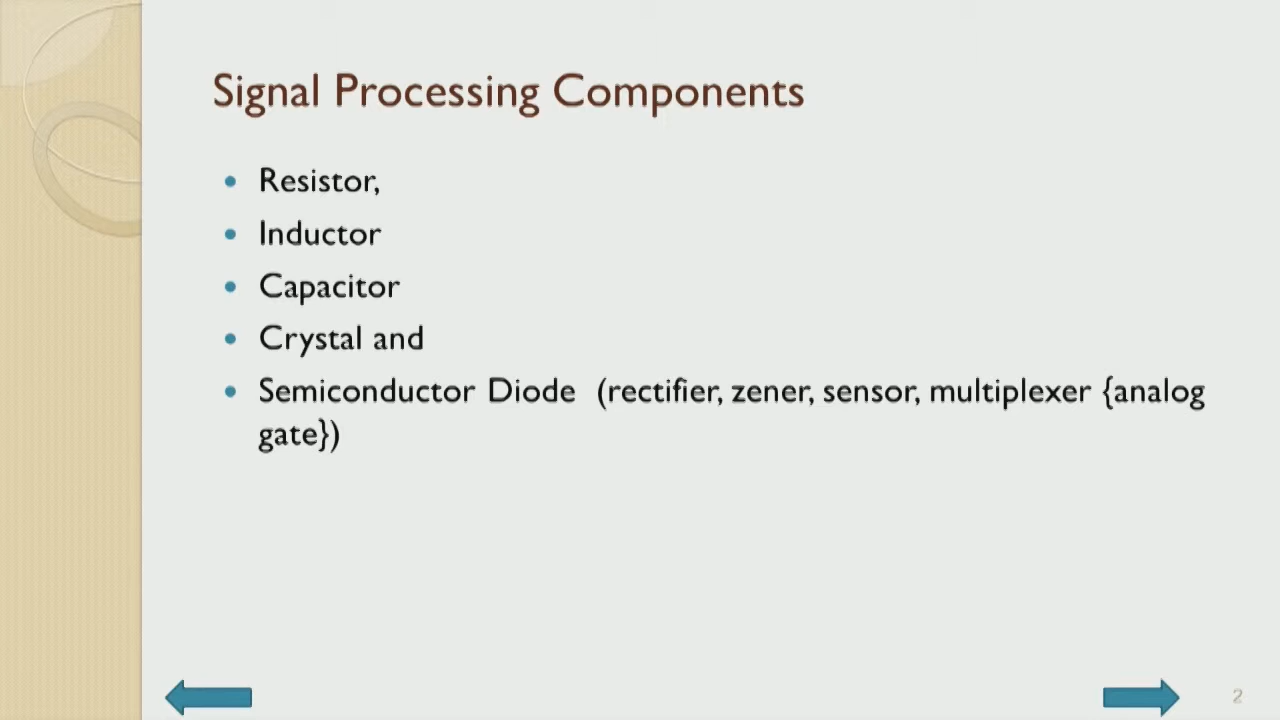 Signal Processing Components
• Resistor,
• Inductor
• Capacitor
• Crystal and
• Semiconductor Diode (rectifier, zener, sensor, multiplexer {analog
gate})
2